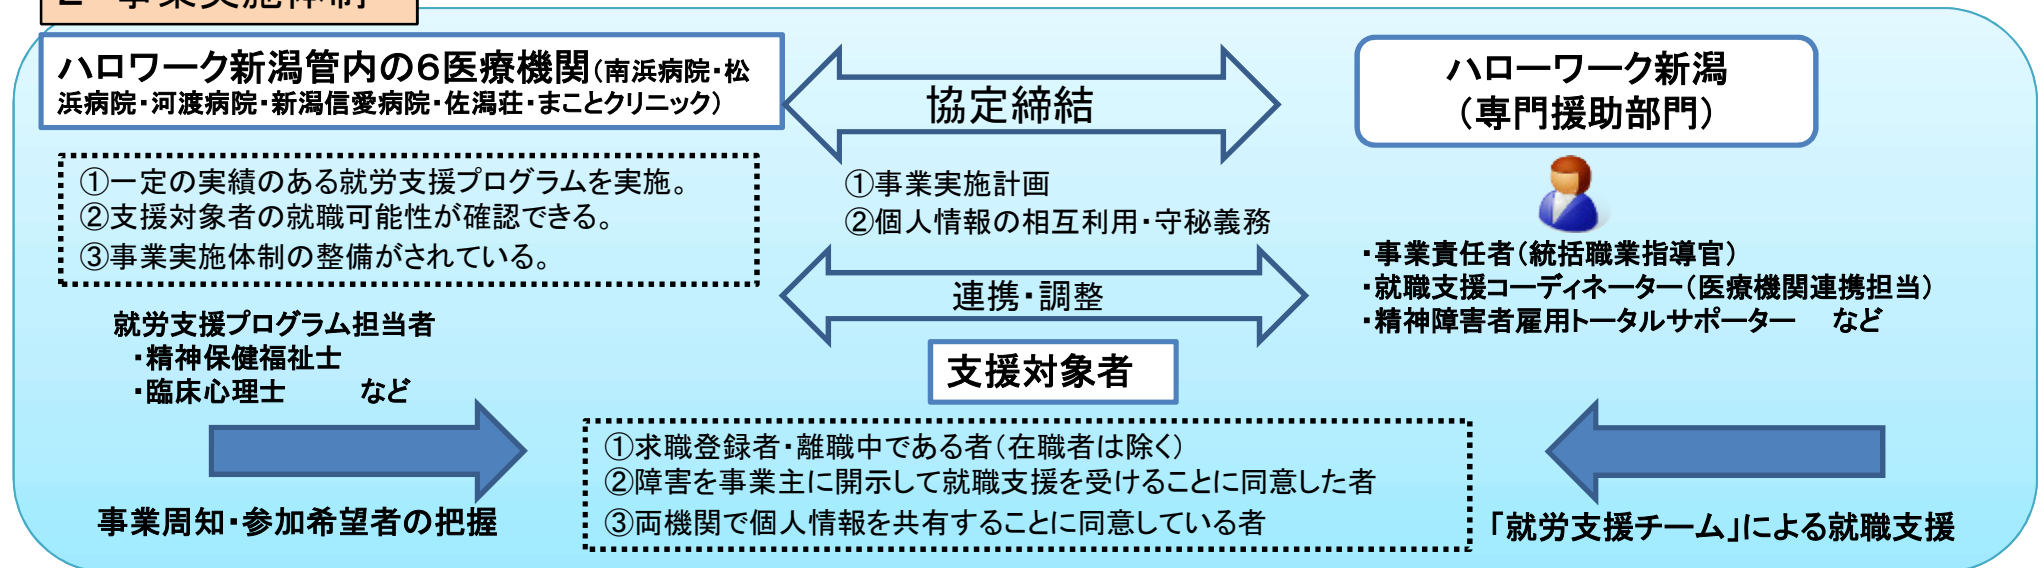 2 事業実施体制
ハロワーク新潟管内の6医療機関(南浜病院・松
浜病院・河渡病院・新潟信愛病院・佐潟荘・まことクリニック)
協定締結
ハローワーク新潟
(専門援助部門)
①一定の実績のある就労支援プログラムを実施。
②支援対象者の就職可能性が確認できる。
③事業実施体制の整備がされている。
①事業実施計画
②個人情報の相互利用・守秘義務
・事業責任者(統括職業指導官)
・就職支援コーディネーター(医療機関連携担当)
・精神障害者雇用トータルサポーター など
連携・調整
就労支援プログラム担当者
・精神保健福祉士
・臨床心理士 など
支援対象者
①求職登録者・離職中である者(在職者は除く)
②障害を事業主に開示して就職支援を受けることに同意した者
③両機関で個人情報を共有することに同意している者
事業周知・参加希望者の把握
「就労支援チーム」による就職支援